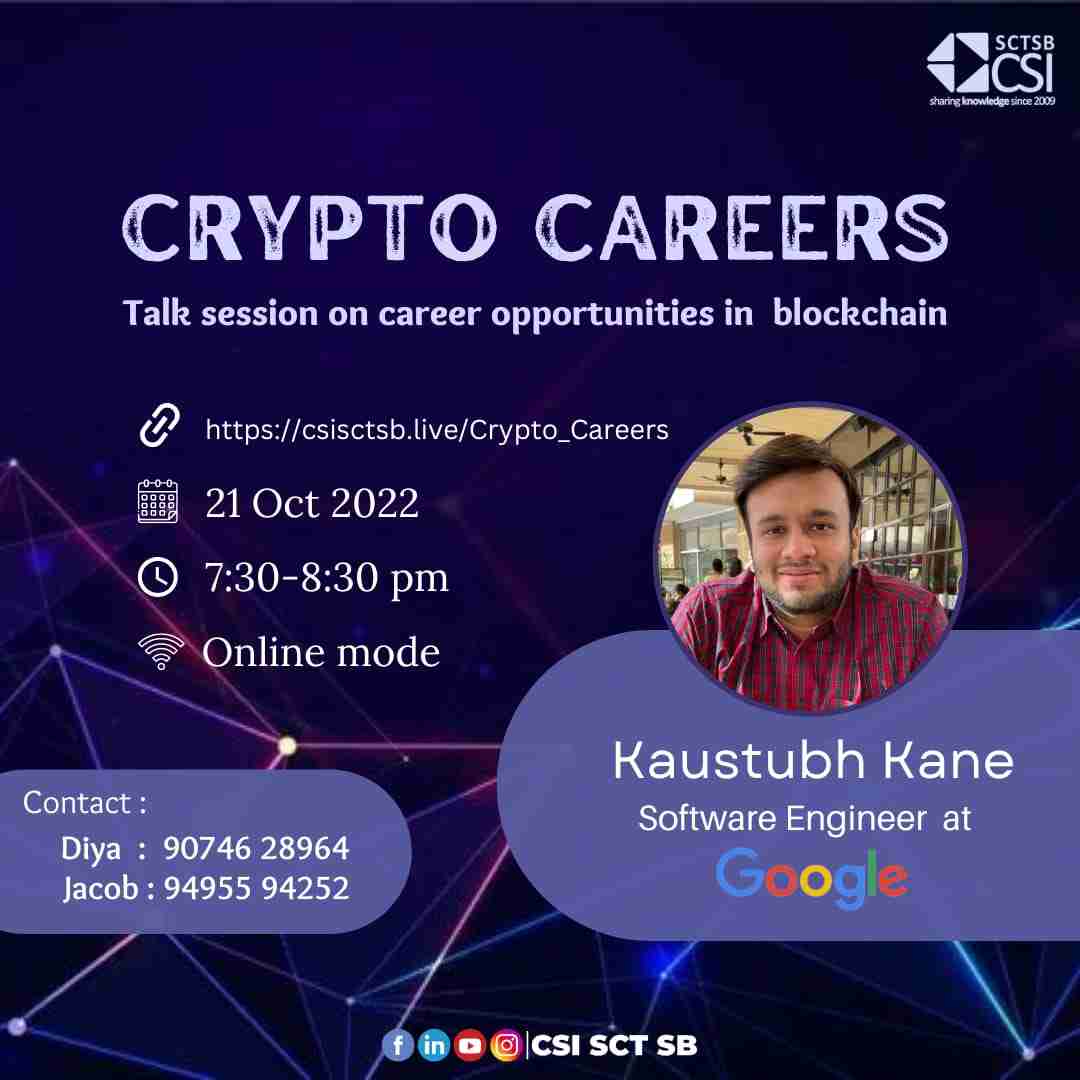 SCTSB
CSI
sharing knowledge since 2009
CRYPTO CAREERS
Talk session on career opportunities in blockchain
https://csisctsb.live/Crypto_Careers
21 Oct 2022
7:30-8:30 pm
Online mode
Kaustubh Kane
Software Engineer at
Google
Contact :
Diya : 90746 28964
Jacob : 94955 94252
CSI SCT SB